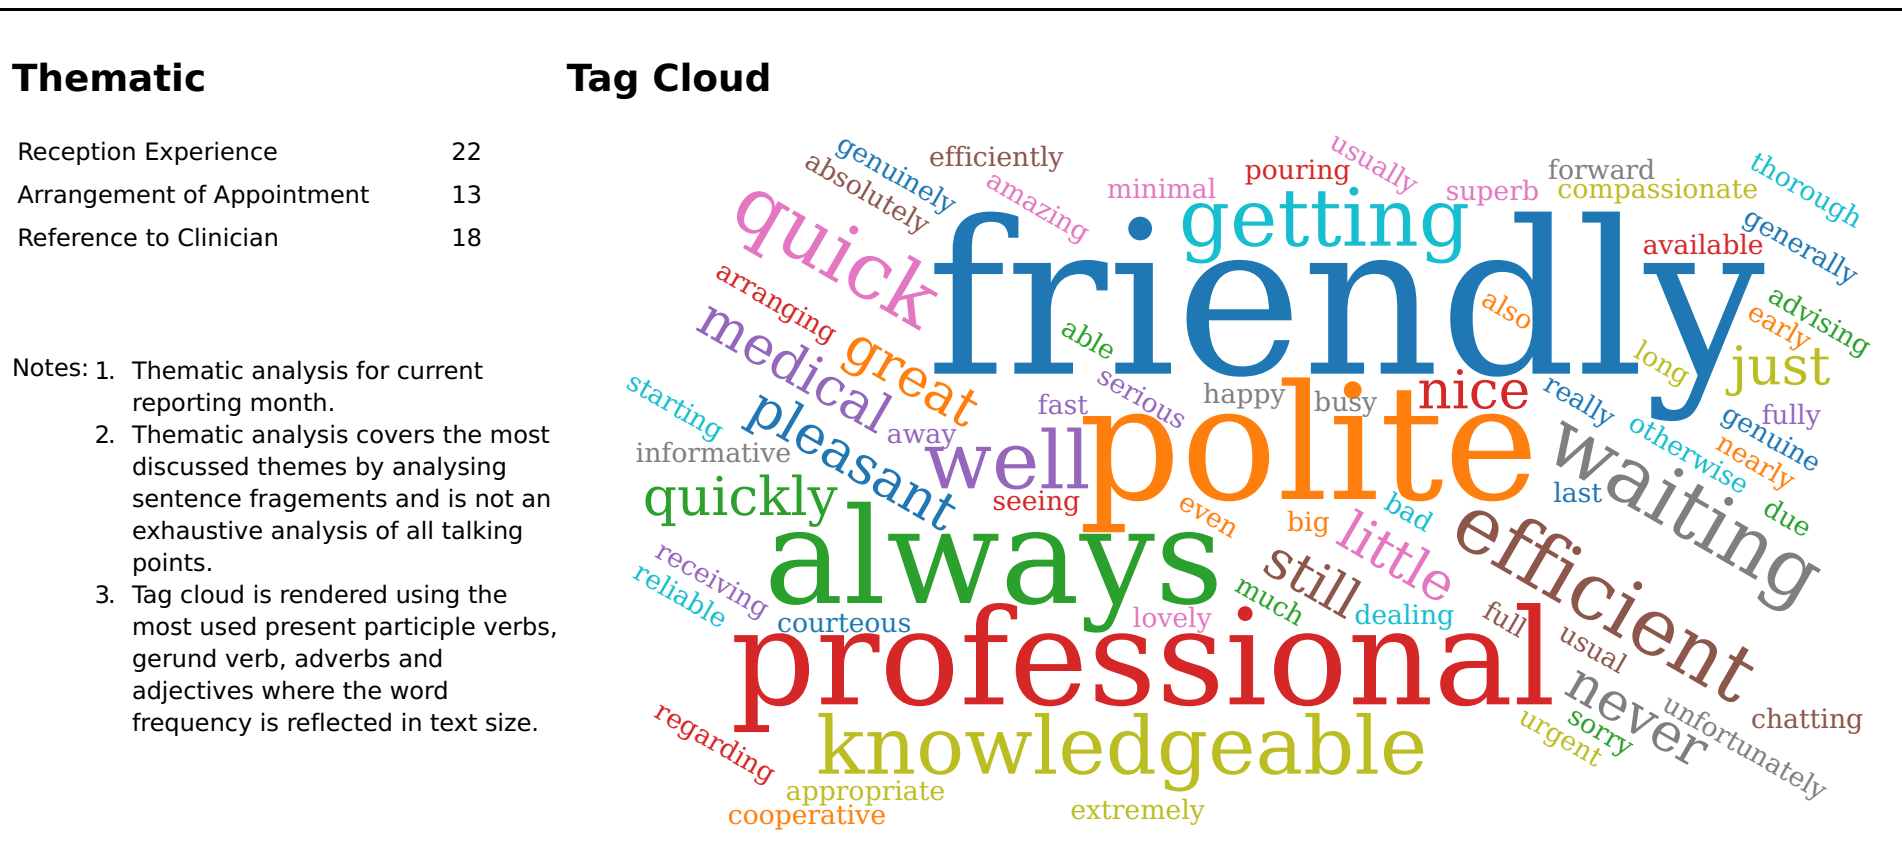 Thematic
Reception Experience 22
Arrangement of Appointment 13
Reference to Clinician 18
Notes: 1. Thematic analysis for current
reporting month.
2. Thematic analysis covers the most
discussed themes by analysing
sentence fragements and is not an
exhaustive analysis of all talking
points.
3. Tag cloud is rendered using the
most used present participle verbs,
gerund verb, adverbs and
adjectives where the word
frequency is reflected in text size.
Tag Cloud
genuinely
efficiently
absolutely
amazing
minimal
pouring
usually
superb
forward
compassionate
thorough
quick
friendly
getting
available
generally
arranging
medical
great
able
also
advising
early
long
just
starting
pleasant
fast
serious
happy
busy
nice
really
fully
genuine
otherwise
nearly
informative
away
well
polite
waiting
quickly
seeing
even
big
bad
last
due
always
little
efficient
receiving
reliable
still
much
dealing
full
usual
courteous
lovely
professional
never
unfortunately
chatting
urgent
sorry
regarding
knowledgeable
appropriate
cooperative
extremely